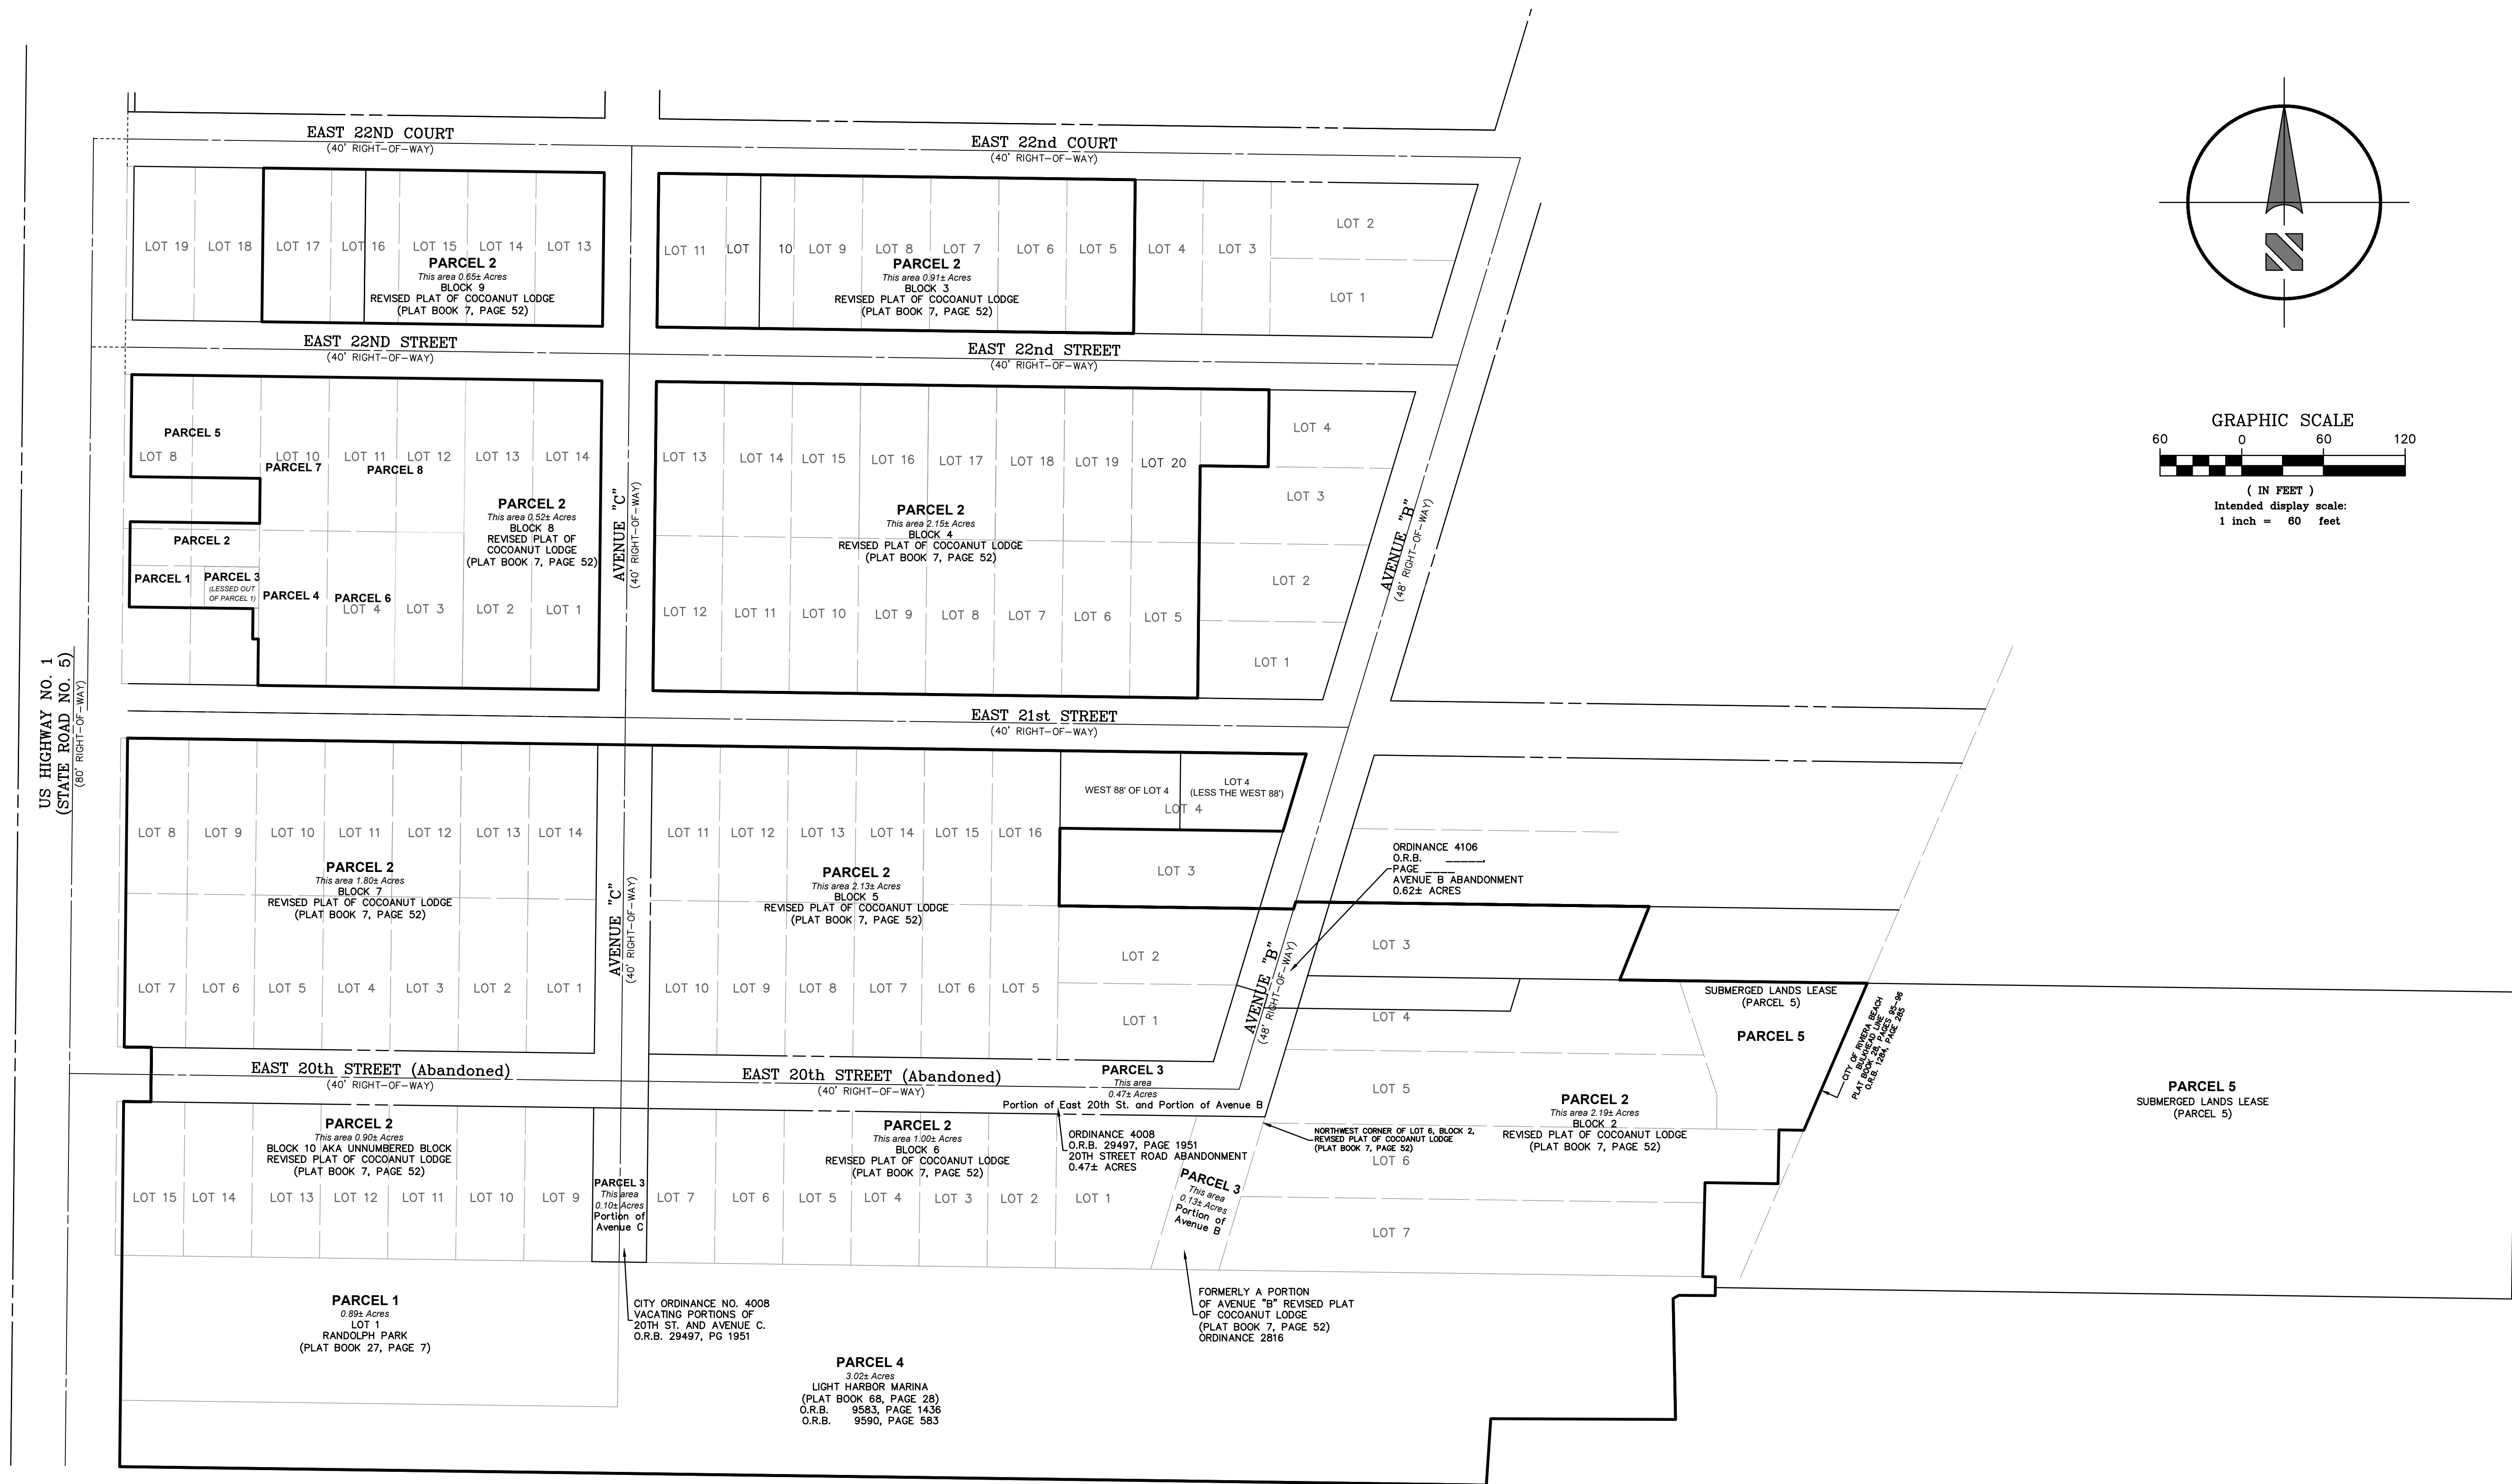 EAST 22ND COURT
(40' RIGHT-OF-WAY)
EAST 22nd COURT
(40' RIGHT-OF-WAY)
N
LOT 19
LOT 18
LOT 17
LOT 16
LOT 15
LOT 14
LOT 13
PARCEL 2
This area 0.65± Acres
BLOCK 9
REVISED PLAT OF COCOANUT LODGE
(PLAT BOOK 7, PAGE 52)
LOT 11
LOT 10
LOT 9
LOT 8
LOT 7
LOT 6
LOT 5
LOT 4
LOT 3
LOT 2
LOT 1
PARCEL 2
This area 0.91± Acres
BLOCK 3
REVISED PLAT OF COCOANUT LODGE
(PLAT BOOK 7, PAGE 52)
EAST 22ND STREET
(40' RIGHT-OF-WAY)
EAST 22nd STREET
(40' RIGHT-OF-WAY)
GRAPHIC SCALE
60 0 60 120
( IN FEET )
Intended display scale:
1 inch = 60 feet
PARCEL 5
LOT 8
LOT 10
PARCEL 7
LOT 11
LOT 12
PARCEL 8
LOT 13
LOT 14
PARCEL 2
This area 0.52± Acres
BLOCK 8
REVISED PLAT OF
COCOANUT LODGE
(PLAT BOOK 7, PAGE 52)
PARCEL 2
PARCEL 1
PARCEL 3
(LESSED OUT
OF PARCEL 1)
PARCEL 4
PARCEL 6
LOT 4
LOT 3
LOT 2
LOT 1
AVENUE "C"
(40' RIGHT-OF-WAY)
LOT 13
LOT 14
LOT 15
LOT 16
LOT 17
LOT 18
LOT 19
LOT 20
PARCEL 2
This area 2.15± Acres
BLOCK 4
REVISED PLAT OF COCOANUT LODGE
(PLAT BOOK 7, PAGE 52)
LOT 12
LOT 11
LOT 10
LOT 9
LOT 8
LOT 7
LOT 6
LOT 5
LOT 4
LOT 3
LOT 2
LOT 1
AVENUE "B"
(48' RIGHT-OF-WAY)
US HIGHWAY NO. 1
(STATE ROAD NO. 5)
(80' RIGHT-OF-WAY)
EAST 21st STREET
(40' RIGHT-OF-WAY)
LOT 8
LOT 9
LOT 10
LOT 11
LOT 12
LOT 13
LOT 14
PARCEL 2
This area 1.80± Acres
BLOCK 7
REVISED PLAT OF COCOANUT LODGE
(PLAT BOOK 7, PAGE 52)
LOT 7
LOT 6
LOT 5
LOT 4
LOT 3
LOT 2
LOT 1
AVENUE "C"
(40' RIGHT-OF-WAY)
LOT 11
LOT 12
LOT 13
LOT 14
LOT 15
LOT 16
WEST 88' OF LOT 4
LOT 4
(LESS THE WEST 88')
LOT 4
LOT 3
PARCEL 2
This area 2.13± Acres
BLOCK 5
REVISED PLAT OF COCOANUT LODGE
(PLAT BOOK 7, PAGE 52)
LOT 10
LOT 9
LOT 8
LOT 7
LOT 6
LOT 5
LOT 2
LOT 1
ORDINANCE 4106
O.R.B. _____,
PAGE ____
AVENUE B ABANDONMENT
0.62± ACRES
AVENUE "B"
(48' RIGHT-OF-WAY)
LOT 3
LOT 4
LOT 5
LOT 6
LOT 7
PARCEL 2
This area 2.19± Acres
BLOCK 2
REVISED PLAT OF COCOANUT LODGE
(PLAT BOOK 7, PAGE 52)
SUBMERGED LANDS LEASE
(PARCEL 5)
PARCEL 5
CITY OF RIVIERA BEACH
BULKHEAD LINE
PLAT BOOK 28, PAGES 95-96
O.R.B. 1284, PAGE 285
PARCEL 5
SUBMERGED LANDS LEASE
(PARCEL 5)
EAST 20th STREET (Abandoned)
(40' RIGHT-OF-WAY)
EAST 20th STREET (Abandoned)
(40' RIGHT-OF-WAY)
PARCEL 3
This area
0.47± Acres
Portion of East 20th St. and Portion of Avenue B
PARCEL 2
This area 0.90± Acres
BLOCK 10 AKA UNNUMBERED BLOCK
REVISED PLAT OF COCOANUT LODGE
(PLAT BOOK 7, PAGE 52)
LOT 15
LOT 14
LOT 13
LOT 12
LOT 11
LOT 10
LOT 9
PARCEL 3
This area
0.10± Acres
Portion of
Avenue C
PARCEL 2
This area 1.00± Acres
BLOCK 6
REVISED PLAT OF COCOANUT LODGE
(PLAT BOOK 7, PAGE 52)
LOT 7
LOT 6
LOT 5
LOT 4
LOT 3
LOT 2
LOT 1
ORDINANCE 4008
O.R.B. 29497, PAGE 1951
20TH STREET ROAD ABANDONMENT
0.47± ACRES
NORTHWEST CORNER OF LOT 6, BLOCK 2,
REVISED PLAT OF COCOANUT LODGE
(PLAT BOOK 7, PAGE 52)
PARCEL 3
This area
0.13± Acres
Portion of
Avenue B
PARCEL 1
0.89± Acres
LOT 1
RANDOLPH PARK
(PLAT BOOK 27, PAGE 7)
CITY ORDINANCE NO. 4008
VACATING PORTIONS OF
20TH ST. AND AVENUE C.
O.R.B. 29497, PG 1951
FORMERLY A PORTION
OF AVENUE "B" REVISED PLAT
OF COCOANUT LODGE
(PLAT BOOK 7, PAGE 52)
ORDINANCE 2816
PARCEL 4
3.02± Acres
LIGHT HARBOR MARINA
(PLAT BOOK 68, PAGE 28)
O.R.B. 9583, PAGE 1436
O.R.B. 9590, PAGE 583